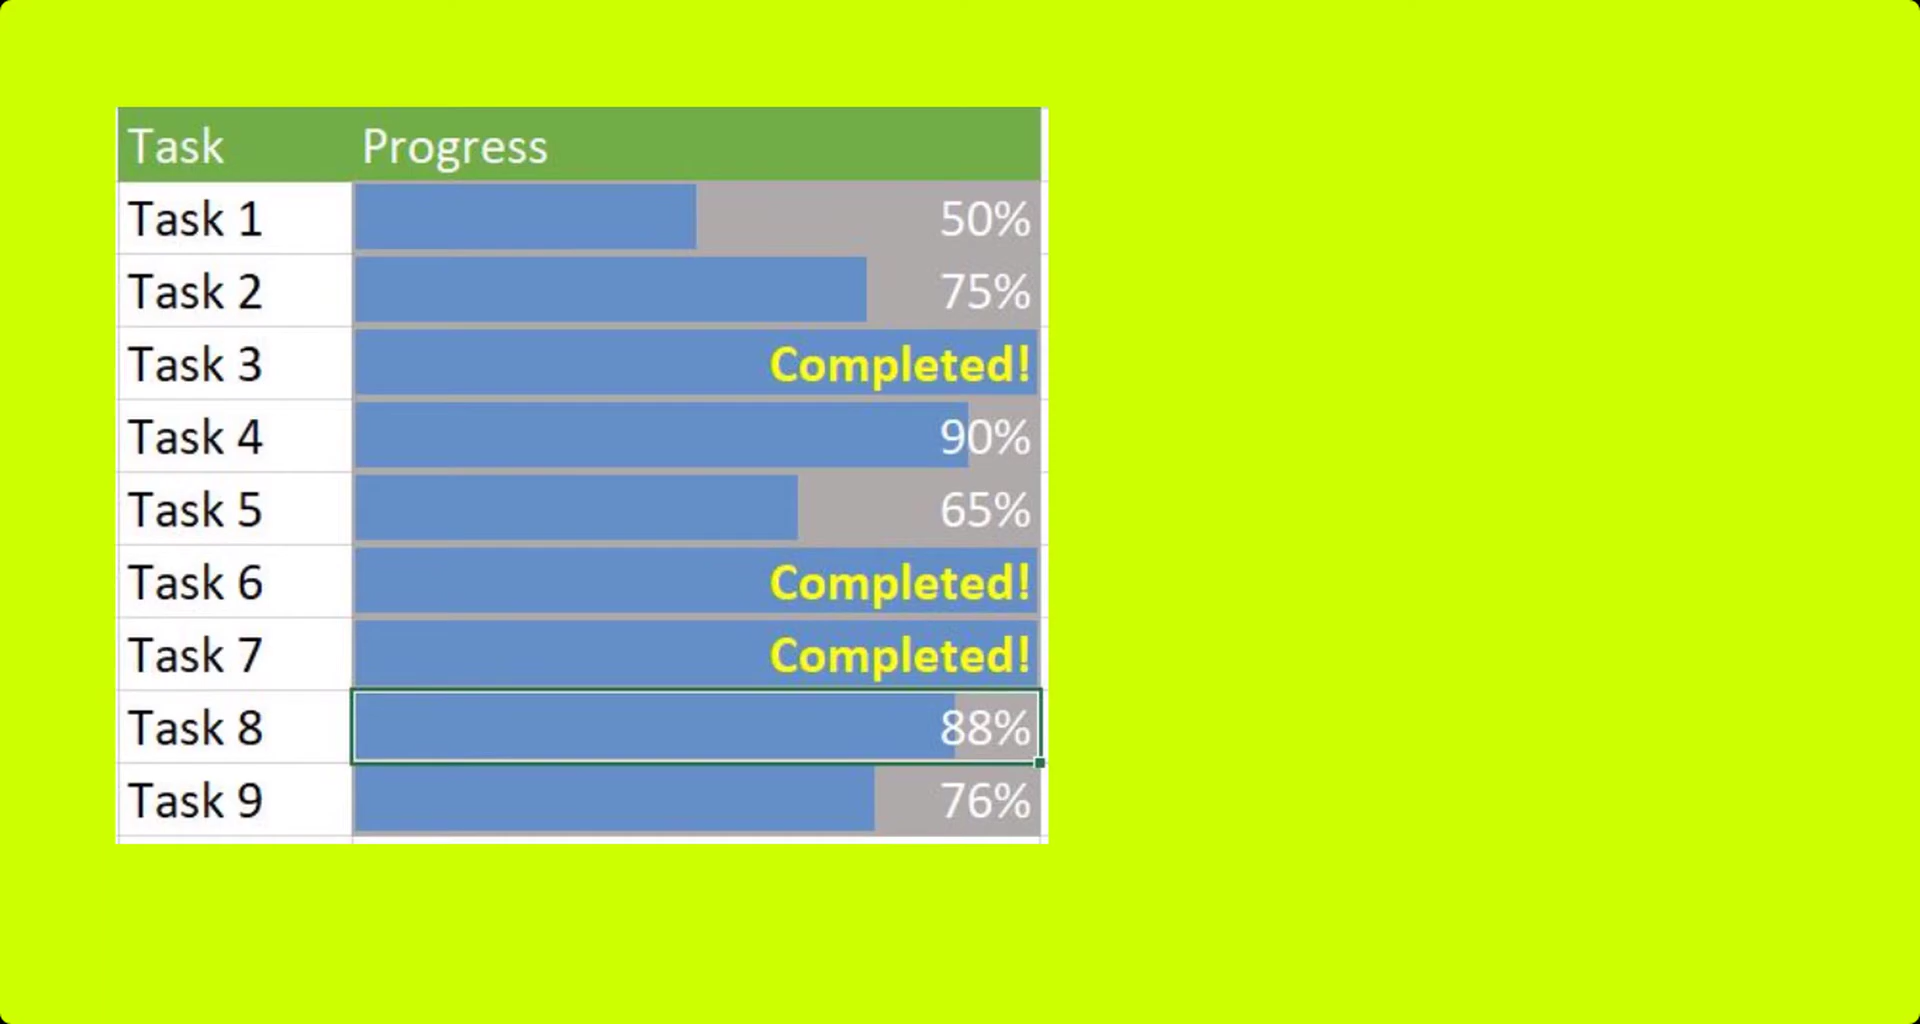 Task Progress
Task 1 50%
Task 2 75%
Task 3 Completed!
Task 4 90%
Task 5 65%
Task 6 Completed!
Task 7 Completed!
Task 8 88%
Task 9 76%